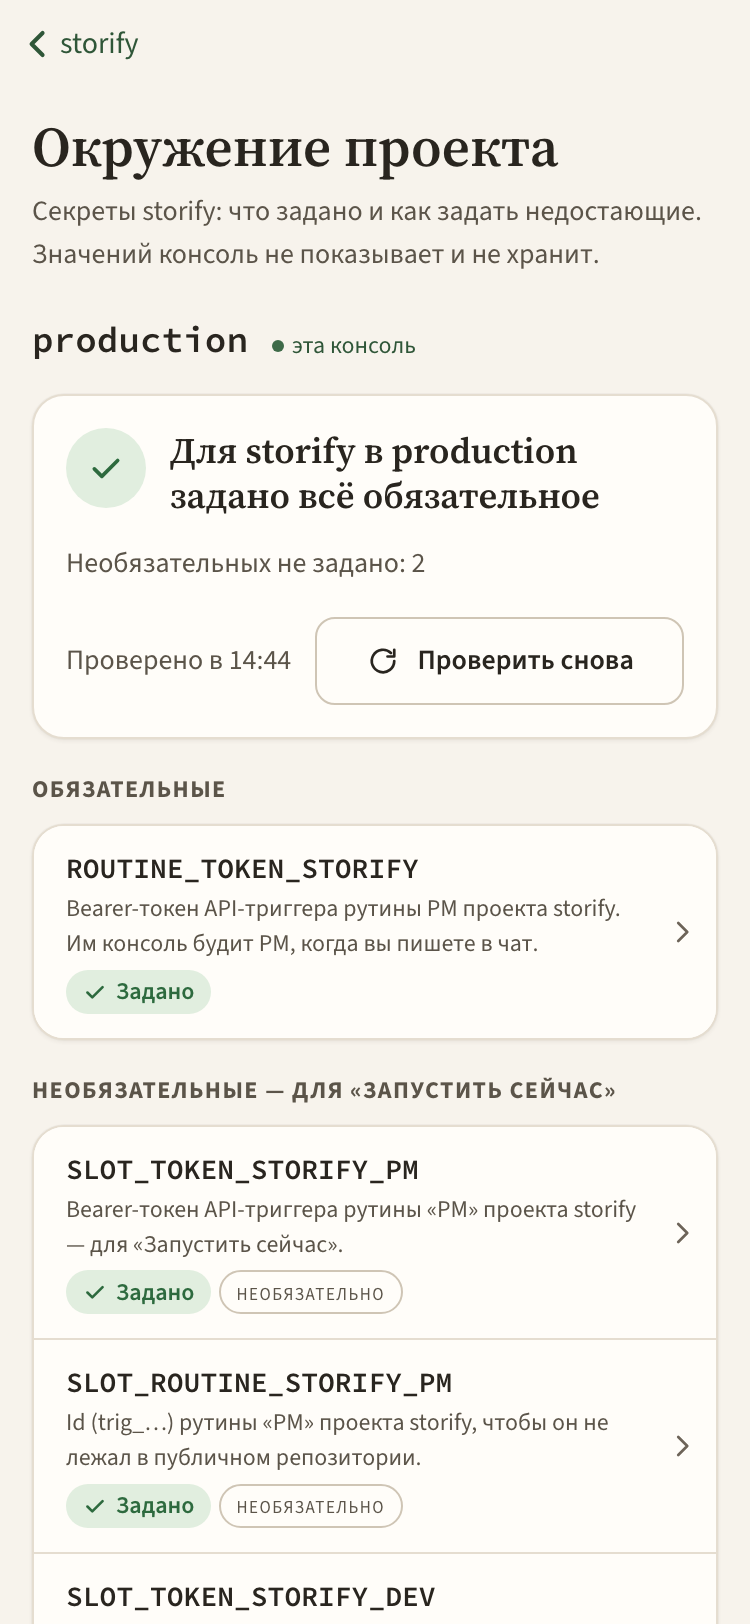 storify
Окружение проекта
Секреты storify: что задано и как задать недостающие.
Значений консоль не показывает и не хранит.
production эта консоль
Для storify в production
задано всё обязательное
Необязательных не задано: 2
Проверено в 14:44 Проверить снова
ОБЯЗАТЕЛЬНЫЕ
ROUTINE_TOKEN_STORIFY
Bearer-токен API-триггера рутины PM проекта storify.
Им консоль будит PM, когда вы пишете в чат.
Задано
НЕОБЯЗАТЕЛЬНЫЕ — ДЛЯ «ЗАПУСТИТЬ СЕЙЧАС»
SLOT_TOKEN_STORIFY_PM
Bearer-токен API-триггера рутины «PM» проекта storify
— для «Запустить сейчас».
Задано НЕОБЯЗАТЕЛЬНО
SLOT_ROUTINE_STORIFY_PM
Id (trig_…) рутины «PM» проекта storify, чтобы он не
лежал в публичном репозитории.
Задано НЕОБЯЗАТЕЛЬНО
SLOT_TOKEN_STORIFY_DEV